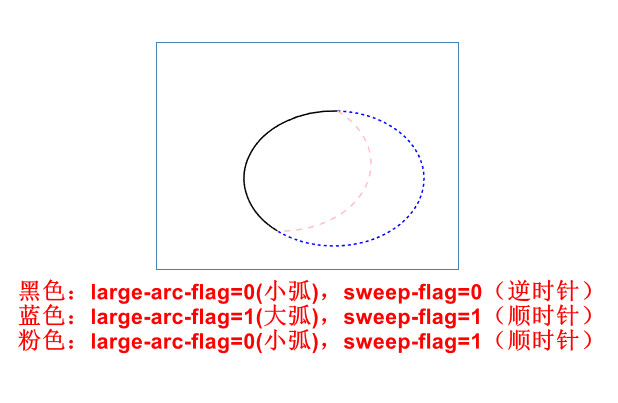 黑色：large-arc-flag=0(小弧)，sweep-flag=0（逆时针）
蓝色：large-arc-flag=1(大弧)，sweep-flag=1（顺时针）
粉色：large-arc-flag=0(小弧)，sweep-flag=1（顺时针）